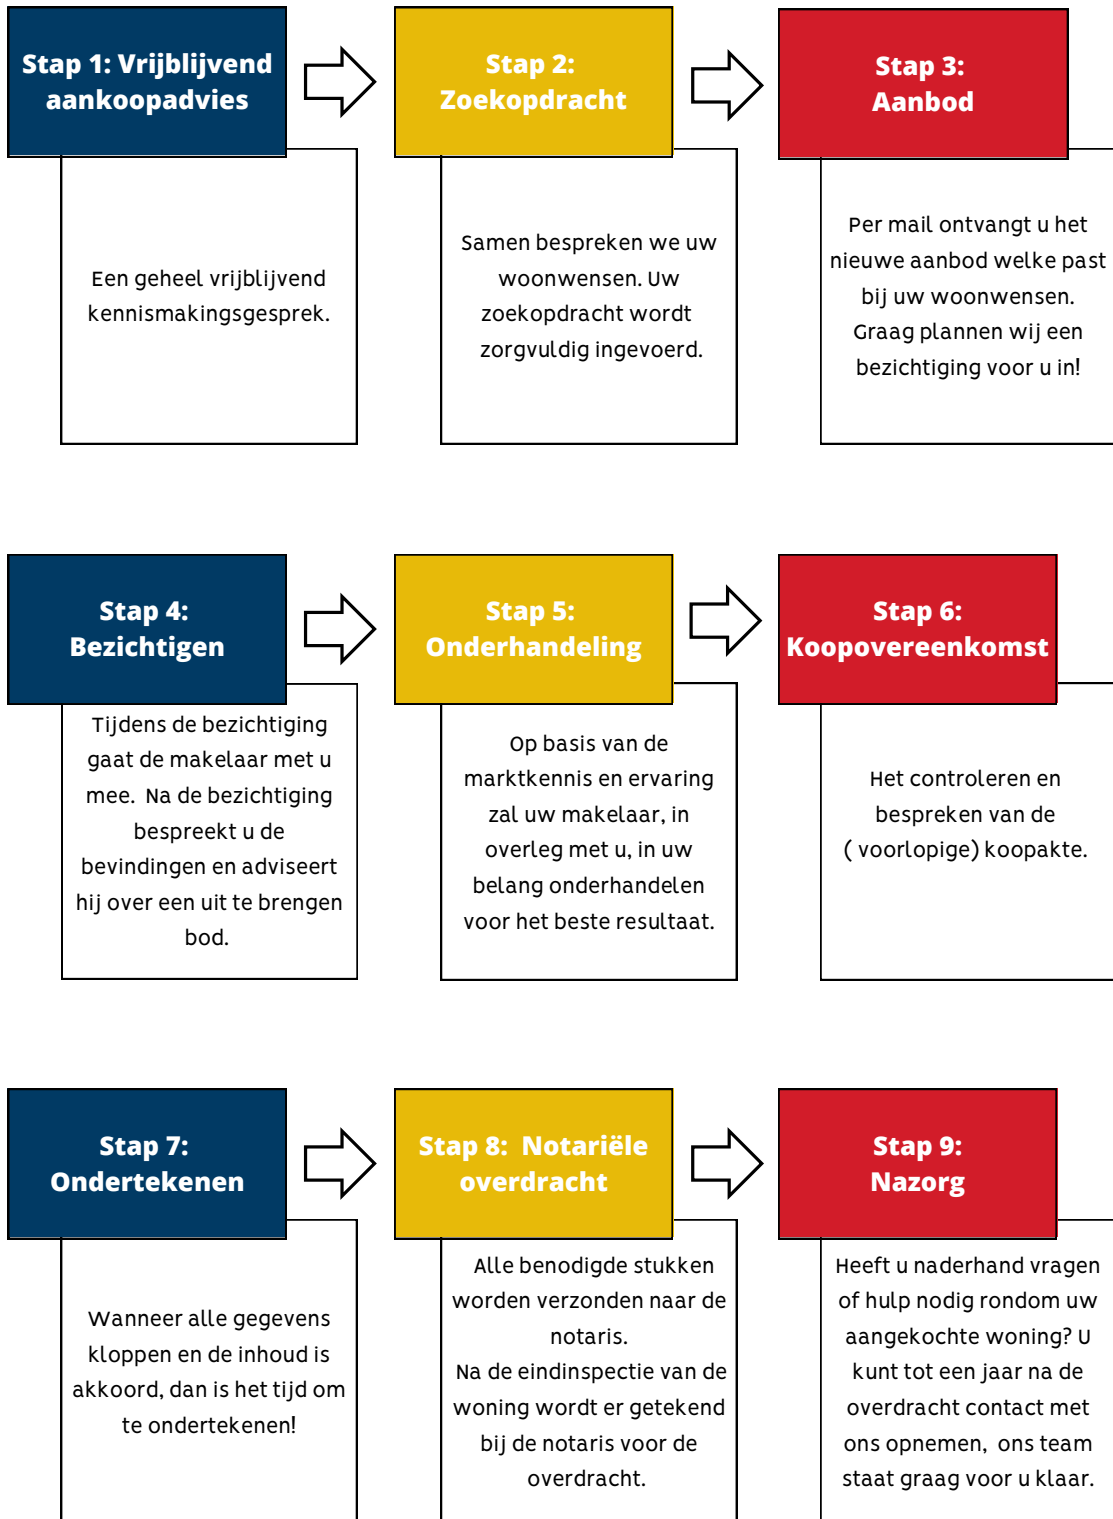 Stap 1: Vrijblijvend
aankoopadvies
Een geheel vrijblijvend
kennismakingsgesprek.
Stap 2:
Zoekopdracht
Samen bespreken we uw
woonwensen. Uw
zoekopdracht wordt
zorgvuldig ingevoerd.
Stap 3:
Aanbod
Per mail ontvangt u het
nieuwe aanbod welke past
bij uw woonwensen.
Graag plannen wij een
bezichtiging voor u in!
Stap 4:
Bezichtigen
Tijdens de bezichtiging
gaat de makelaar met u
mee.  Na de bezichtiging
bespreekt u de
bevindingen en adviseert
hij over een uit te brengen
bod.
Stap 5:
Onderhandeling
Op basis van de
marktkennis en ervaring
zal uw makelaar, in
overleg met u, in uw
belang onderhandelen
voor het beste resultaat.
Stap 6:
Koopovereenkomst
Het controleren en
bespreken van de
( voorlopige) koopakte.
Stap 7:
Ondertekenen
Wanneer alle gegevens
kloppen en de inhoud is
akkoord, dan is het tijd om
te ondertekenen!
Stap 8:  Notariële
overdracht
Alle benodigde stukken
worden verzonden naar de
notaris.
Na de eindinspectie van de
woning wordt er getekend
bij de notaris voor de
overdracht.
Stap 9:
Nazorg
Heeft u naderhand vragen
of hulp nodig rondom uw
aangekochte woning? U
kunt tot een jaar na de
overdracht contact met
ons opnemen,  ons team
staat graag voor u klaar.